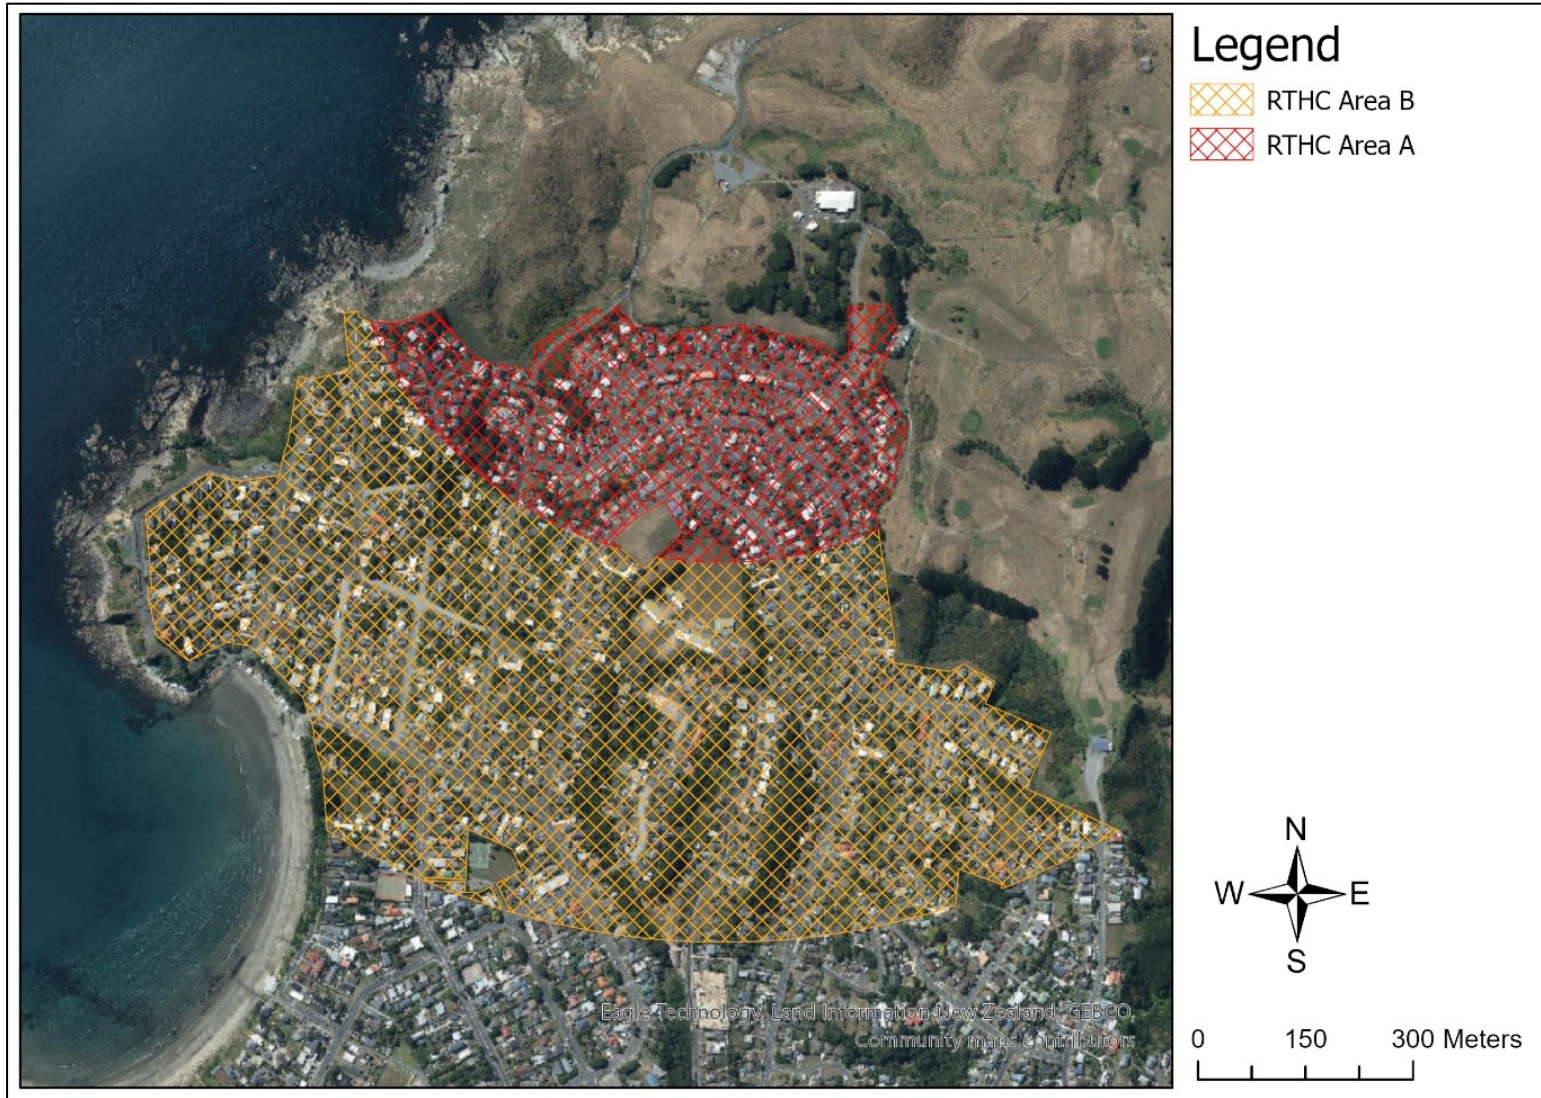 Legend
RTHC Area B
RTHC Area A
N
W E
S
0 150 300 Meters
Eagle Technology, Land Information New Zealand, GEBCO,
Community maps contributors